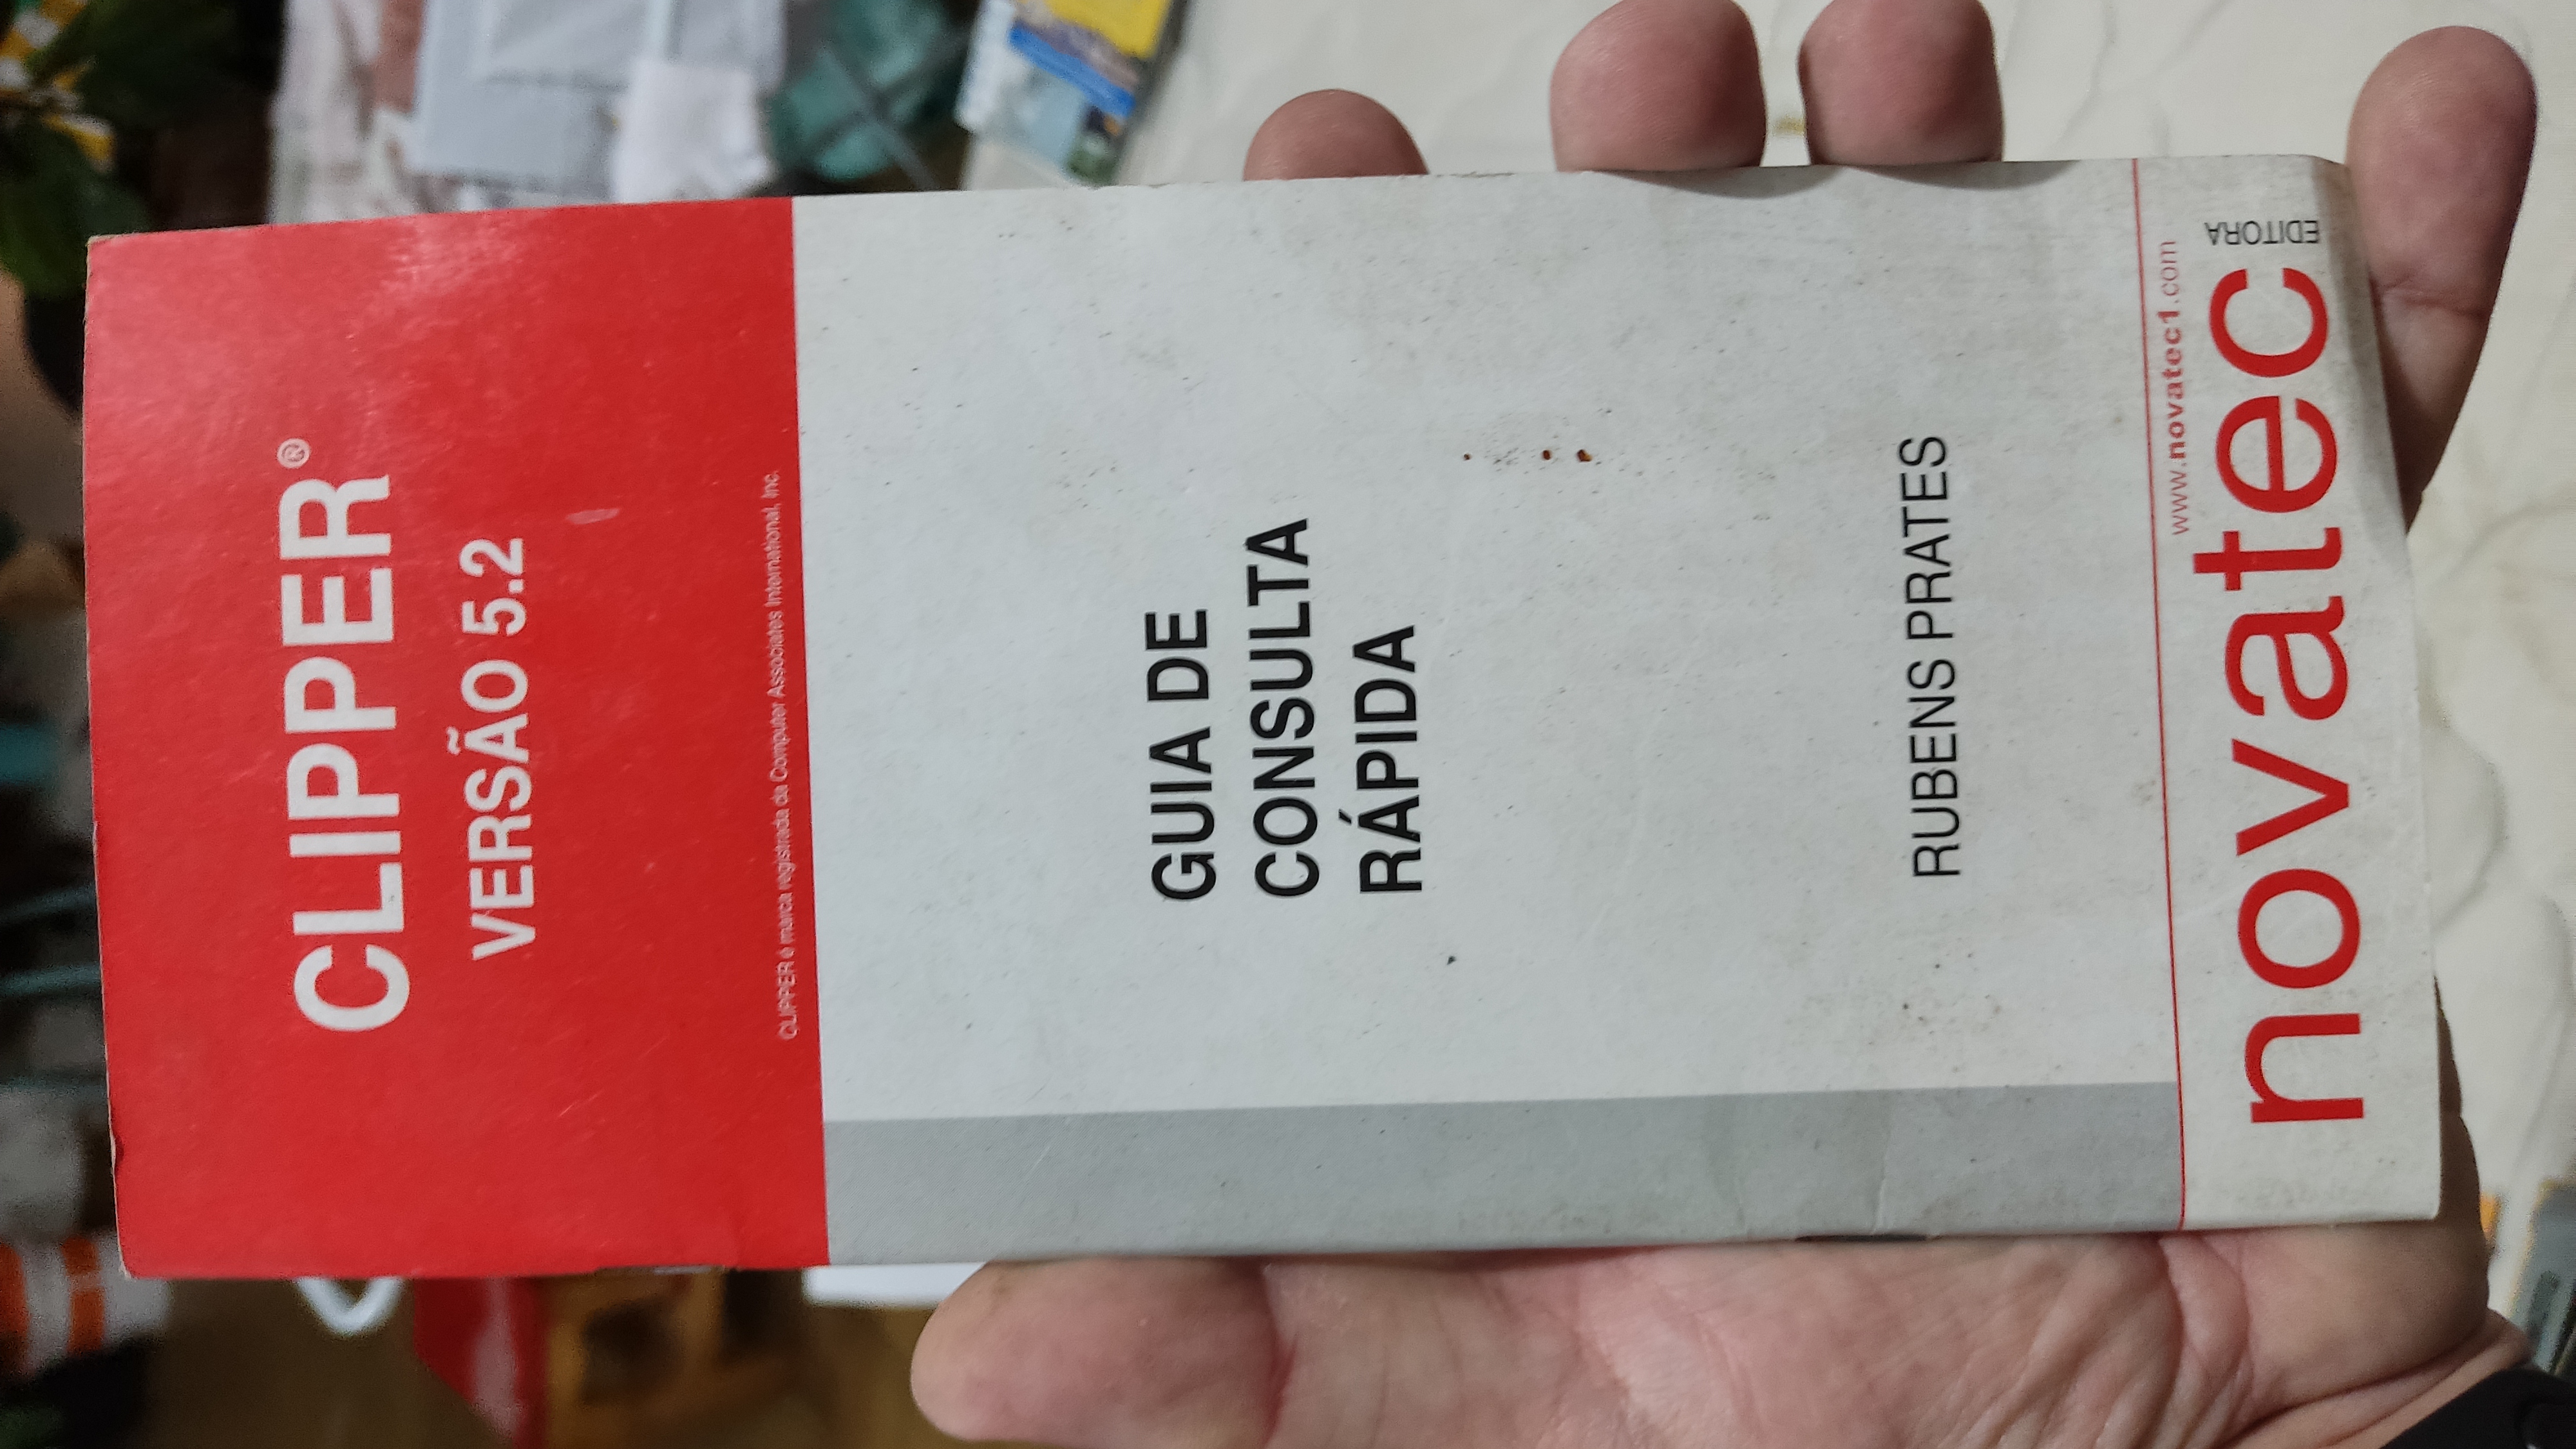 CLIPPER®
VERSÃO 5.2
CLIPPER é marca registrada da Computer Associates International, Inc.
GUIA DE
CONSULTA
RÁPIDA
RUBENS PRATES
www.novatec1.com
novatec
EDITORA